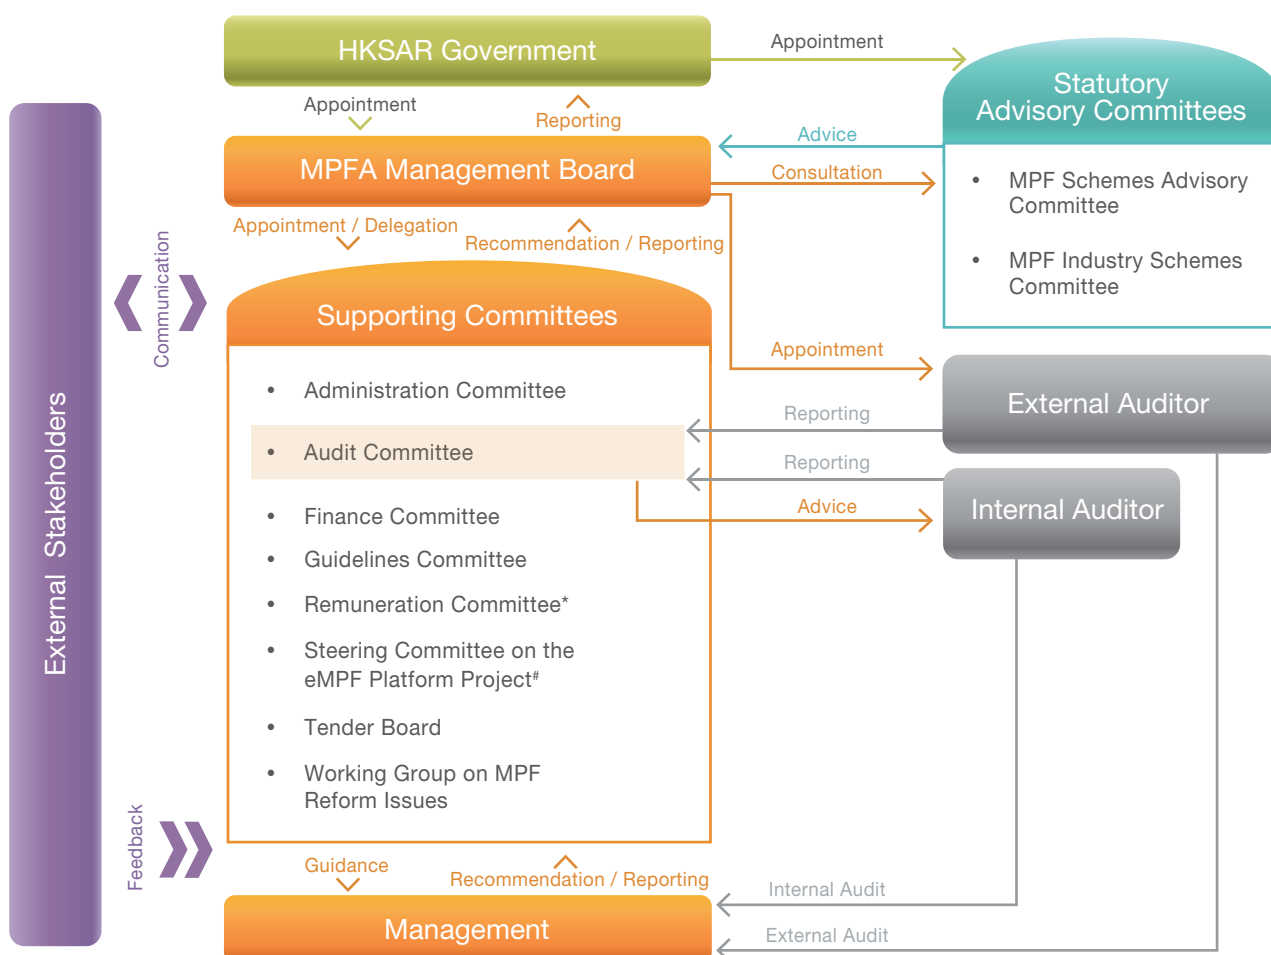 HKSAR Government
Appointment
Statutory
Advisory Committees
Appointment
Reporting
MPFA Management Board
Advice
Consultation
• MPF Schemes Advisory
Committee
• MPF Industry Schemes
Committee
Appointment / Delegation
Recommendation / Reporting
Communication
External Stakeholders
Supporting Committees
• Administration Committee
• Audit Committee
• Finance Committee
• Guidelines Committee
• Remuneration Committee*
• Steering Committee on the
eMPF Platform Project#
• Tender Board
• Working Group on MPF
Reform Issues
Appointment
External Auditor
Reporting
Reporting
Advice
Internal Auditor
Feedback
Guidance
Recommendation / Reporting
Internal Audit
Management
External Audit